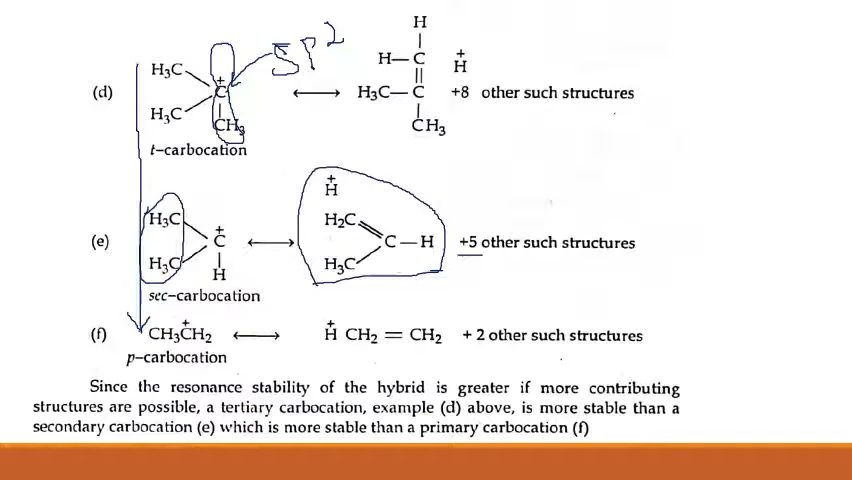 H
H₃C + SP² H—C +H
(d) C ⟷ H₃C—C +8 other such structures
H₃C
CH₃ CH₃
t-carbocation
+H
H₃C + H₂C
(e) C ⟷ C—H +5 other such structures
H₃C H H₃C
sec-carbocation
(f) CH₃C⁺H₂ ⟷ H⁺ CH₂ = CH₂ + 2 other such structures
p-carbocation
Since the resonance stability of the hybrid is greater if more contributing
structures are possible, a tertiary carbocation, example (d) above, is more stable than a
secondary carbocation (e) which is more stable than a primary carbocation (f)